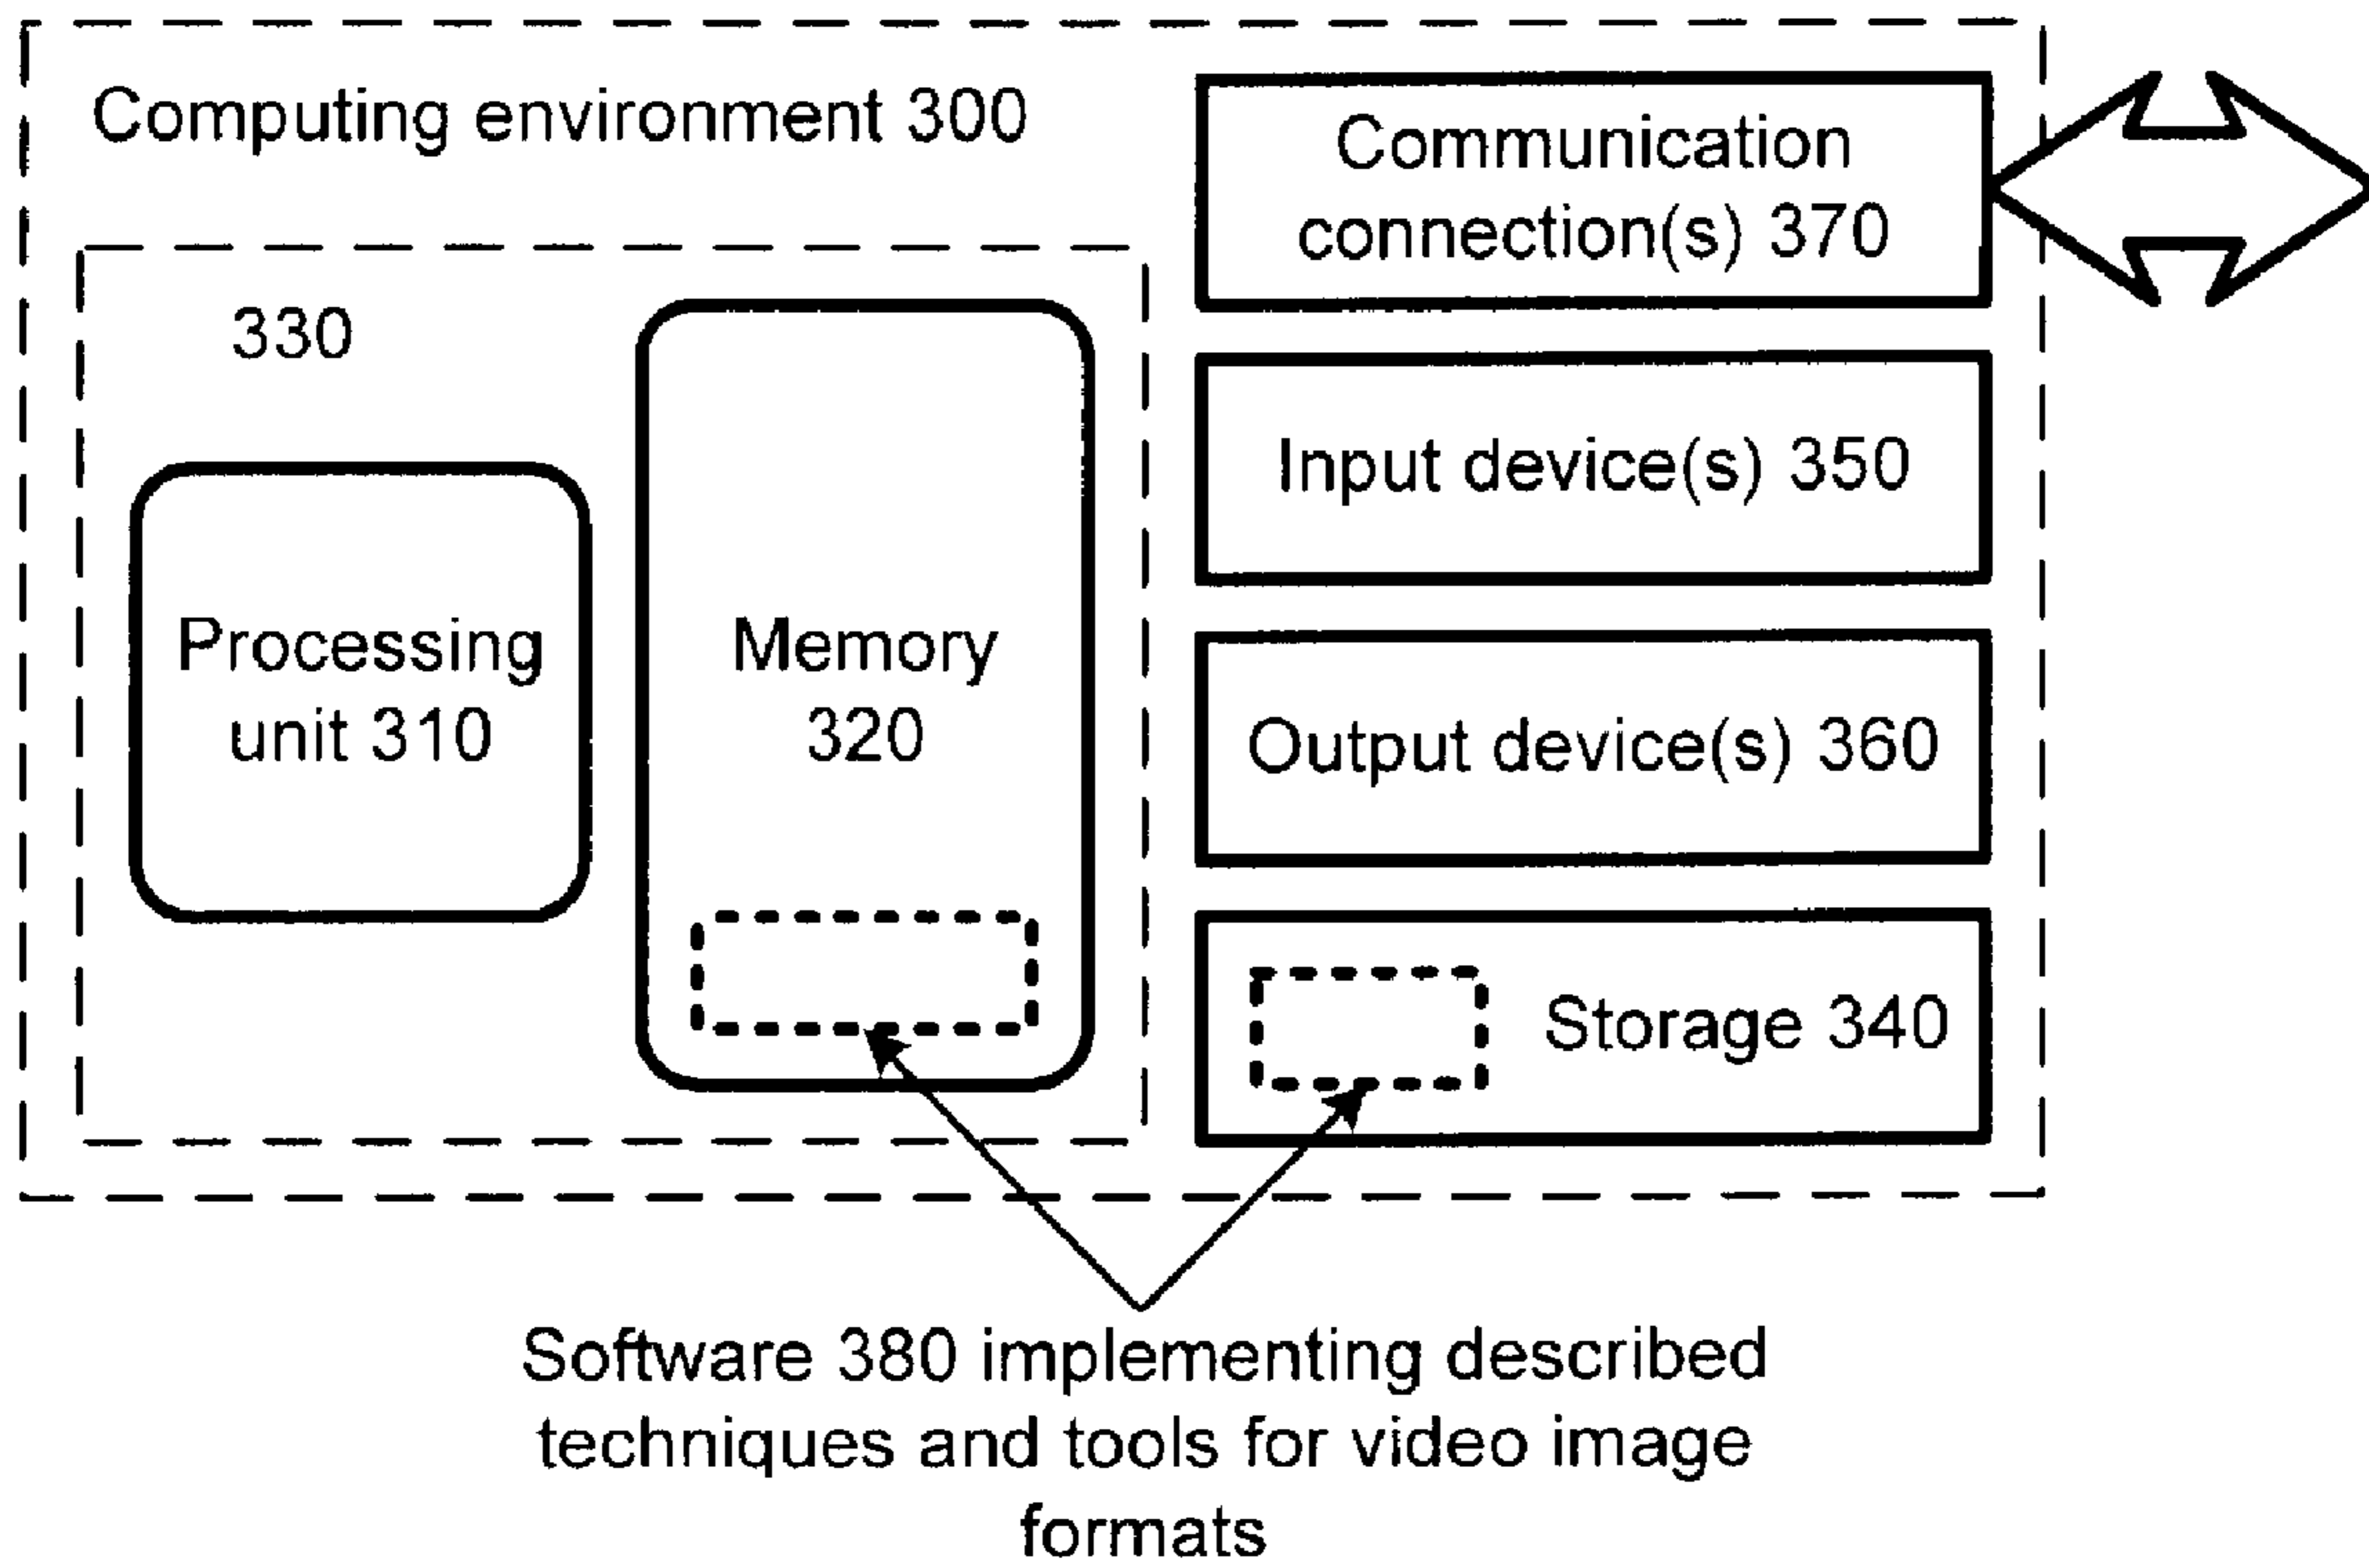 Computing environment 300
Communication
connection(s) 370
330
Input device(s) 350
Processing
unit 310
Memory
320
Output device(s) 360
Storage 340
Software 380 implementing described
techniques and tools for video image
formats